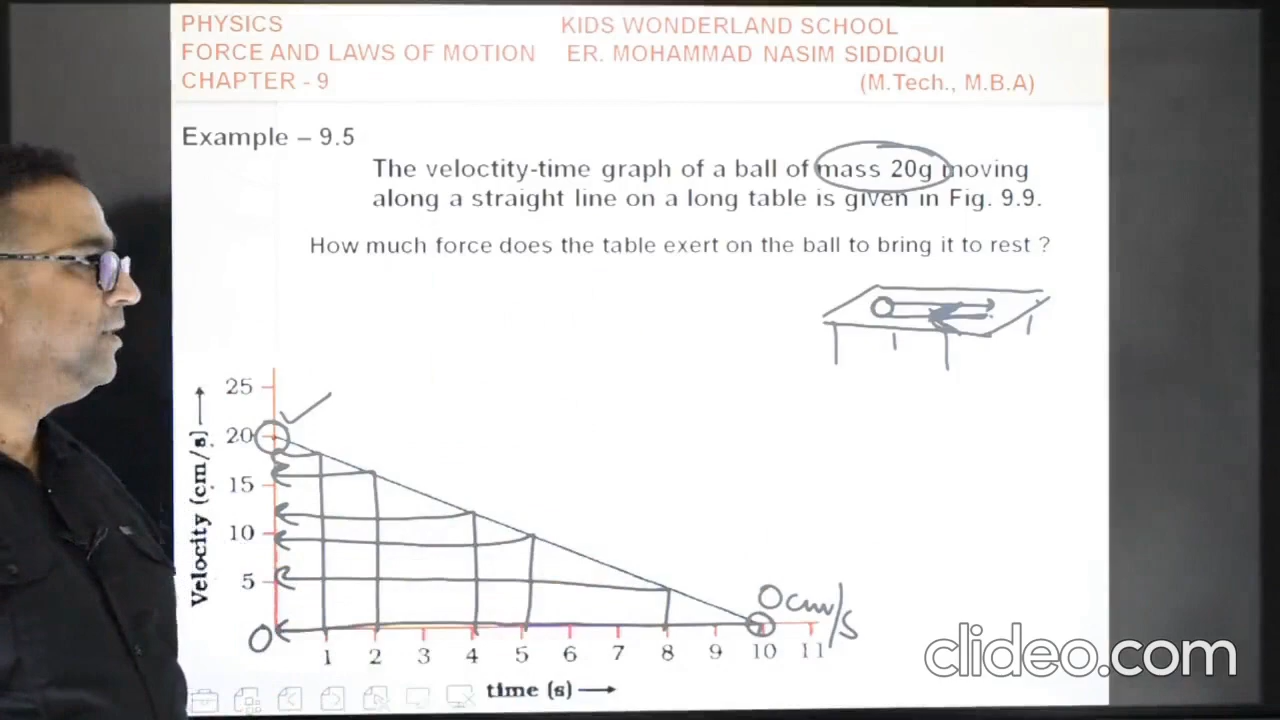 PHYSICS KIDS WONDERLAND SCHOOL
FORCE AND LAWS OF MOTION ER. MOHAMMAD NASIM SIDDIQUI
CHAPTER - 9 (M.Tech., M.B.A)
Example – 9.5
The veloctity-time graph of a ball of mass 20g moving
along a straight line on a long table is given in Fig. 9.9.
How much force does the table exert on the ball to bring it to rest ?
25
20
15
10
5
0
Velocity (cm/s)
0 cm/s
1 2 3 4 5 6 7 8 9 10 11
time (s)
clideo.com